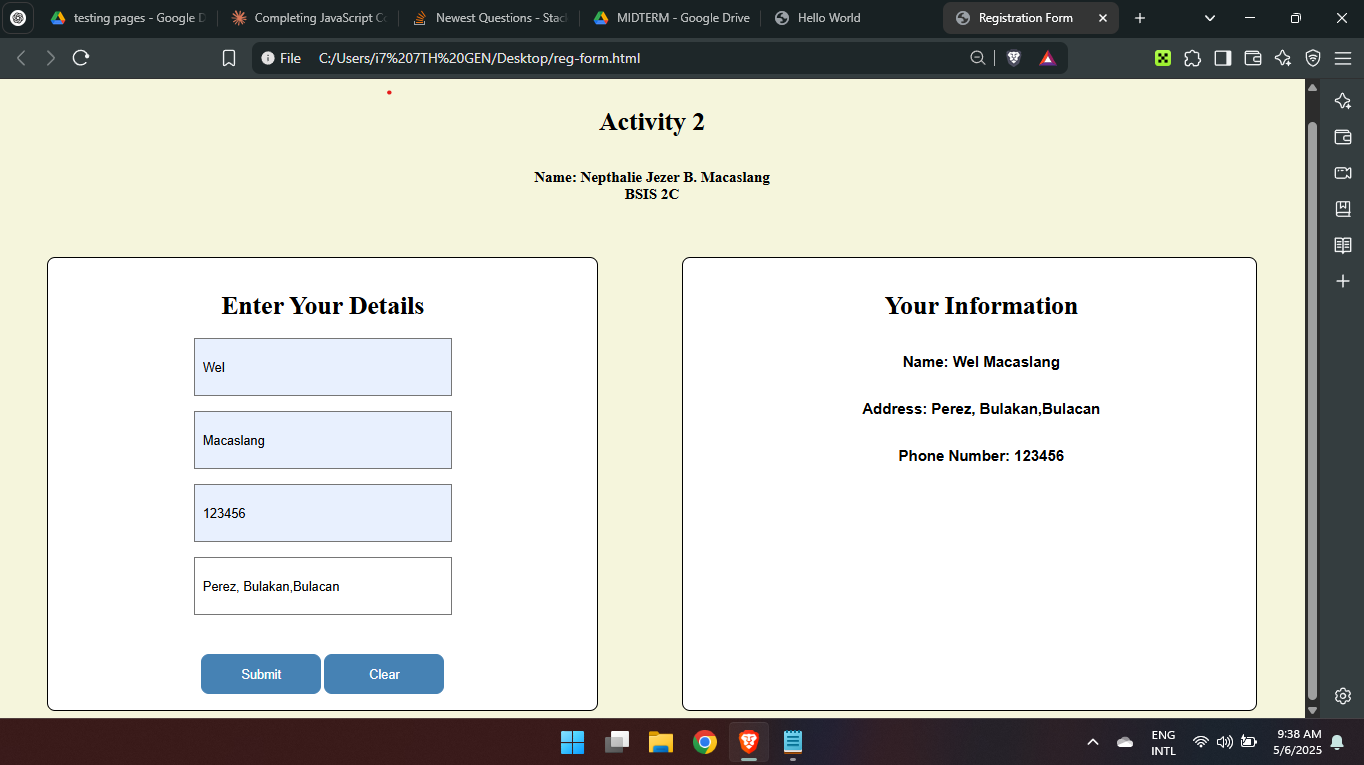 testing pages - Google D
Completing JavaScript Co
Newest Questions - Stack
MIDTERM - Google Drive
Hello World
Registration Form
File
C:/Users/i7%207TH%20GEN/Desktop/reg-form.html
Activity 2
Name: Nepthalie Jezer B. Macaslang
BSIS 2C
Enter Your Details
Wel
Macaslang
123456
Perez, Bulakan,Bulacan
Submit
Clear
Your Information
Name: Wel Macaslang
Address: Perez, Bulakan,Bulacan
Phone Number: 123456
ENG
INTL
9:38 AM
5/6/2025